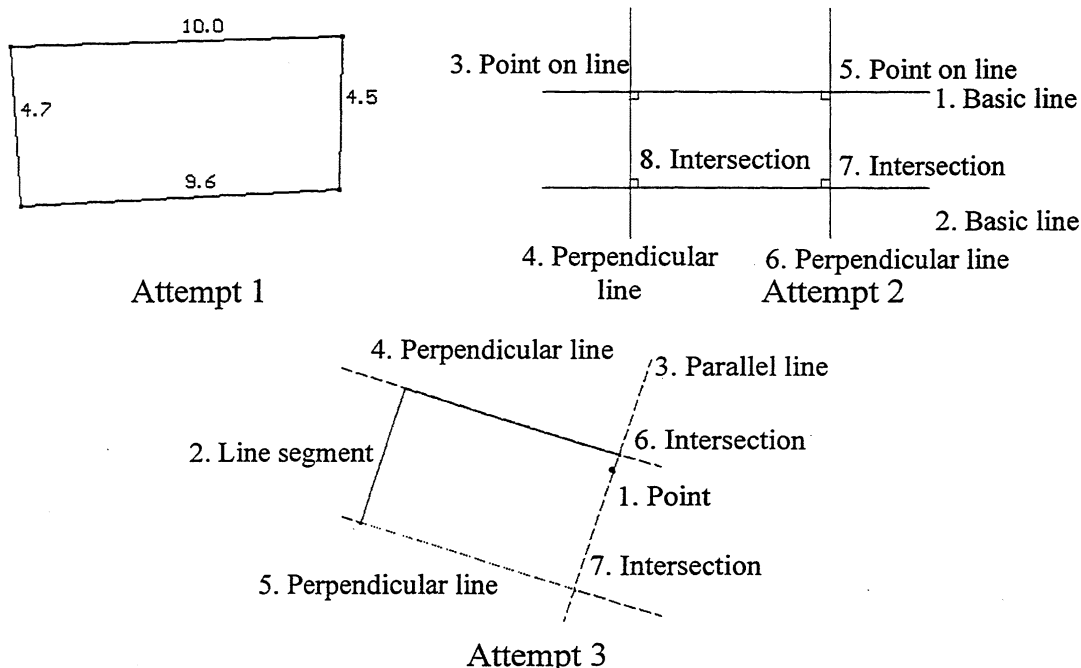 10.0
4.7
4.5
9.6
Attempt 1
3. Point on line
5. Point on line
1. Basic line
8. Intersection
7. Intersection
2. Basic line
4. Perpendicular
line
6. Perpendicular line
Attempt 2
4. Perpendicular line
3. Parallel line
2. Line segment
6. Intersection
1. Point
7. Intersection
5. Perpendicular line
Attempt 3